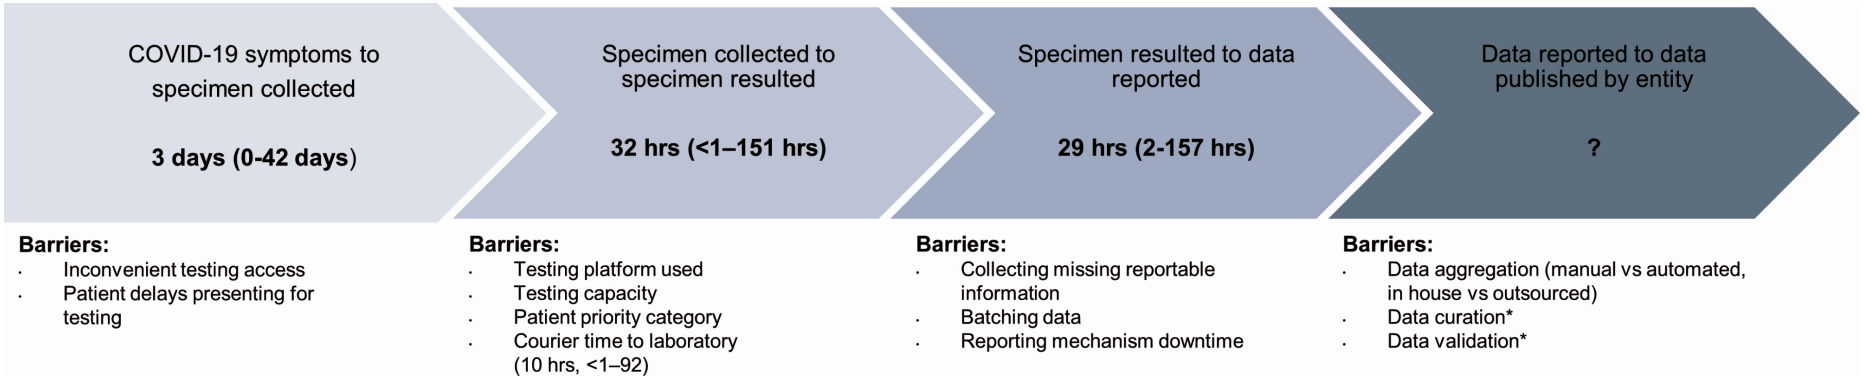 COVID-19 symptoms to
specimen collected
3 days (0-42 days)
Specimen collected to
specimen resulted
32 hrs (<1–151 hrs)
Specimen resulted to data
reported
29 hrs (2-157 hrs)
Data reported to data
published by entity
?
Barriers:
· Inconvenient testing access
· Patient delays presenting for
testing
Barriers:
· Testing platform used
· Testing capacity
· Patient priority category
· Courier time to laboratory
(10 hrs, <1–92)
Barriers:
· Collecting missing reportable
information
· Batching data
· Reporting mechanism downtime
Barriers:
· Data aggregation (manual vs automated,
in house vs outsourced)
· Data curation*
· Data validation*